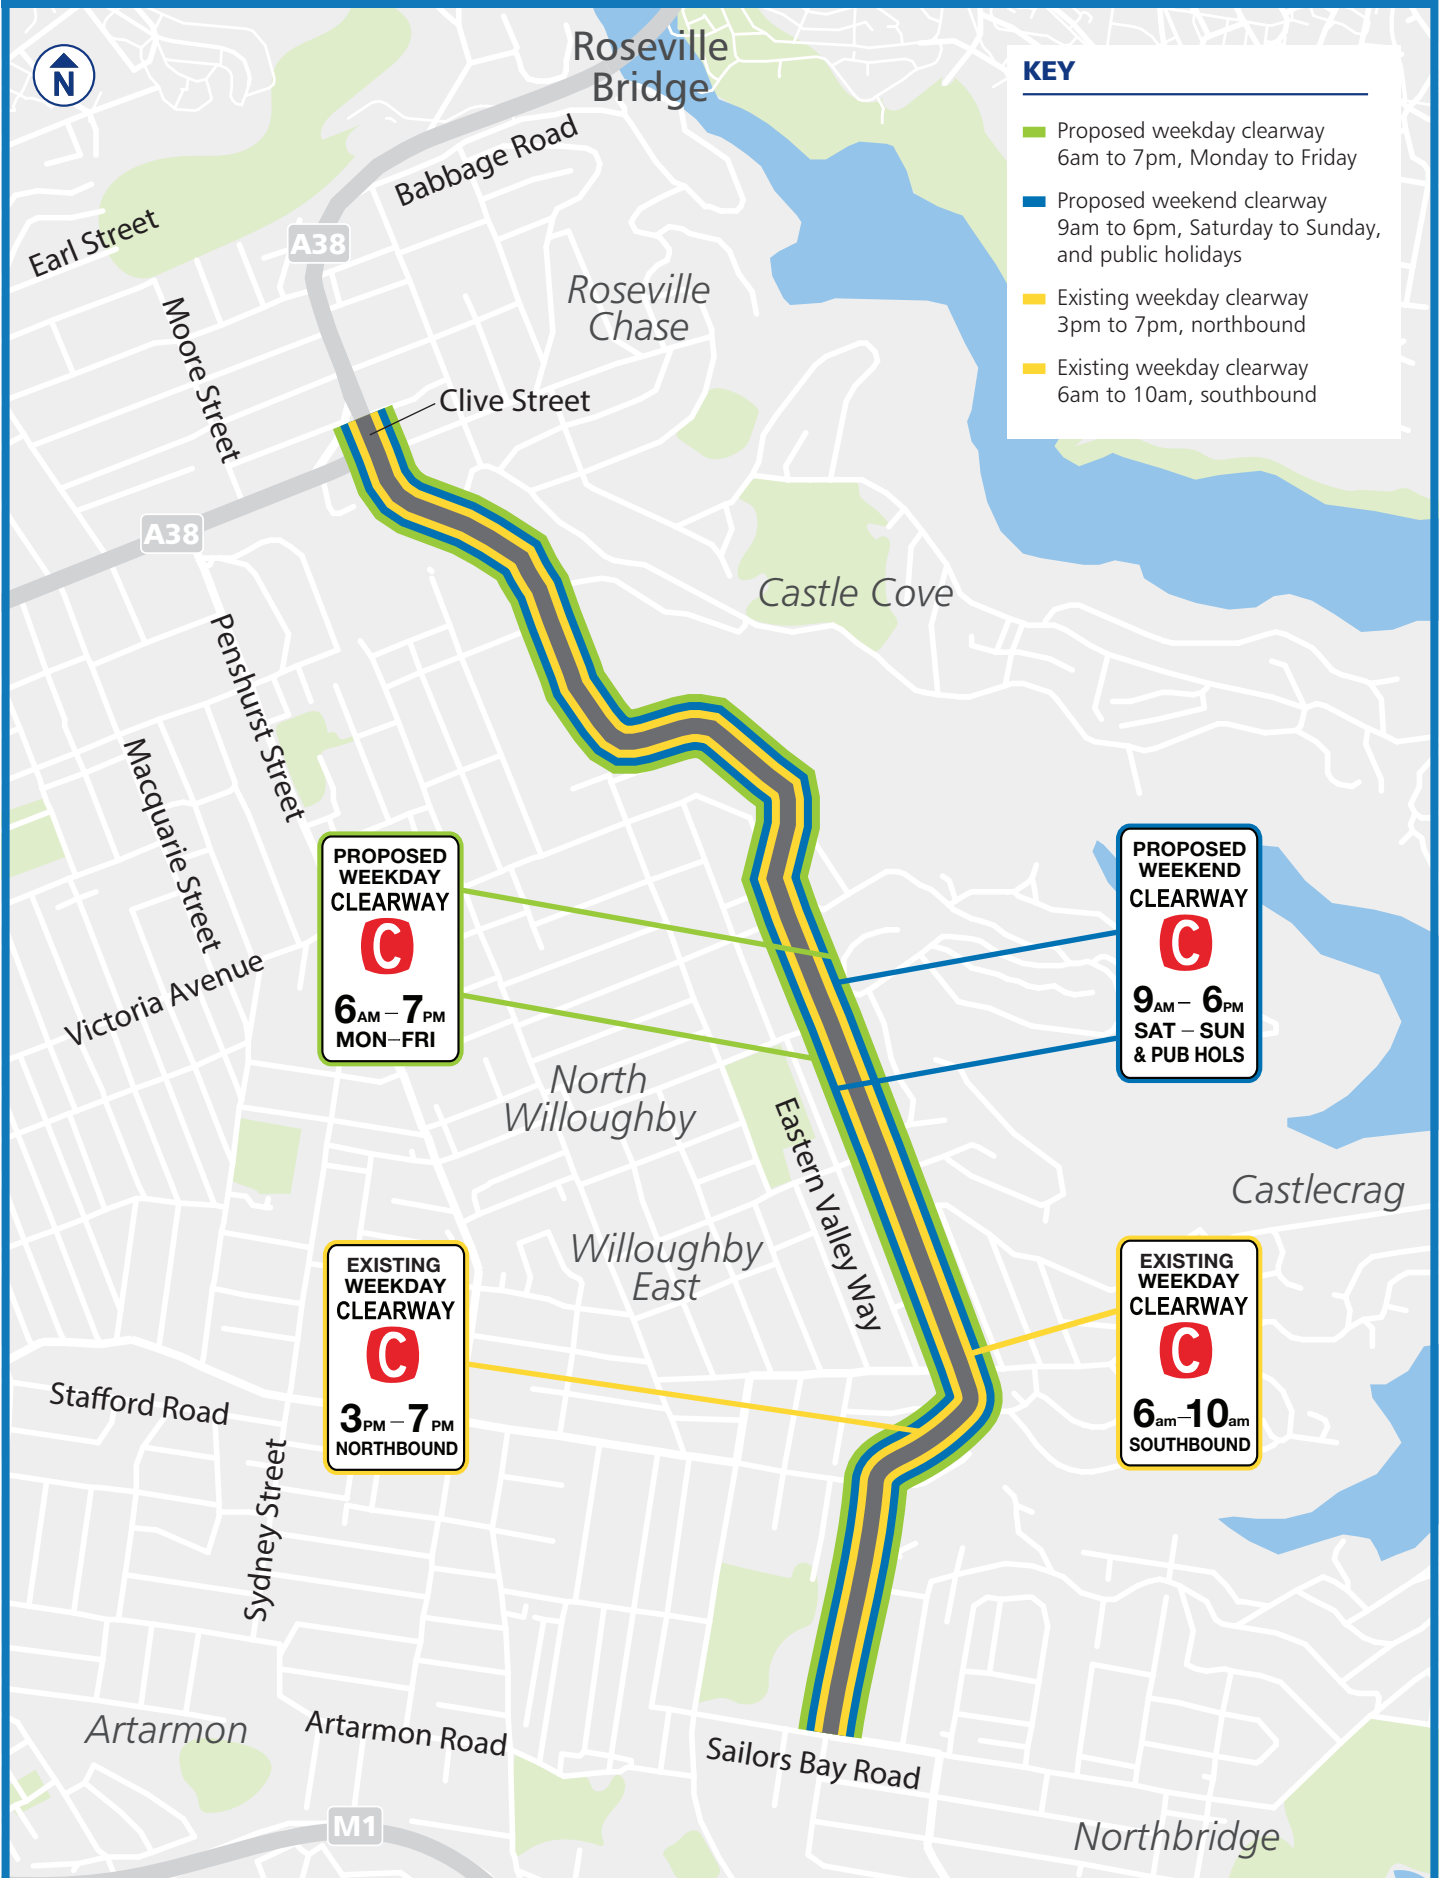 N
Roseville
Bridge
KEY
Proposed weekday clearway
6am to 7pm, Monday to Friday
Proposed weekend clearway
9am to 6pm, Saturday to Sunday,
and public holidays
Existing weekday clearway
3pm to 7pm, northbound
Existing weekday clearway
6am to 10am, southbound
Babbage Road
Earl Street
A38
Roseville
Chase
Moore Street
Clive Street
A38
Castle Cove
Penshurst Street
Macquarie Street
Victoria Avenue
PROPOSED
WEEKDAY
CLEARWAY
C
6AM – 7PM
MON–FRI
PROPOSED
WEEKEND
CLEARWAY
C
9AM – 6PM
SAT – SUN
& PUB HOLS
North
Willoughby
Eastern Valley Way
Castlecrag
Willoughby
East
EXISTING
WEEKDAY
CLEARWAY
C
3PM – 7PM
NORTHBOUND
EXISTING
WEEKDAY
CLEARWAY
C
6am–10am
SOUTHBOUND
Stafford Road
Sydney Street
Artarmon
Artarmon Road
Sailors Bay Road
M1
Northbridge